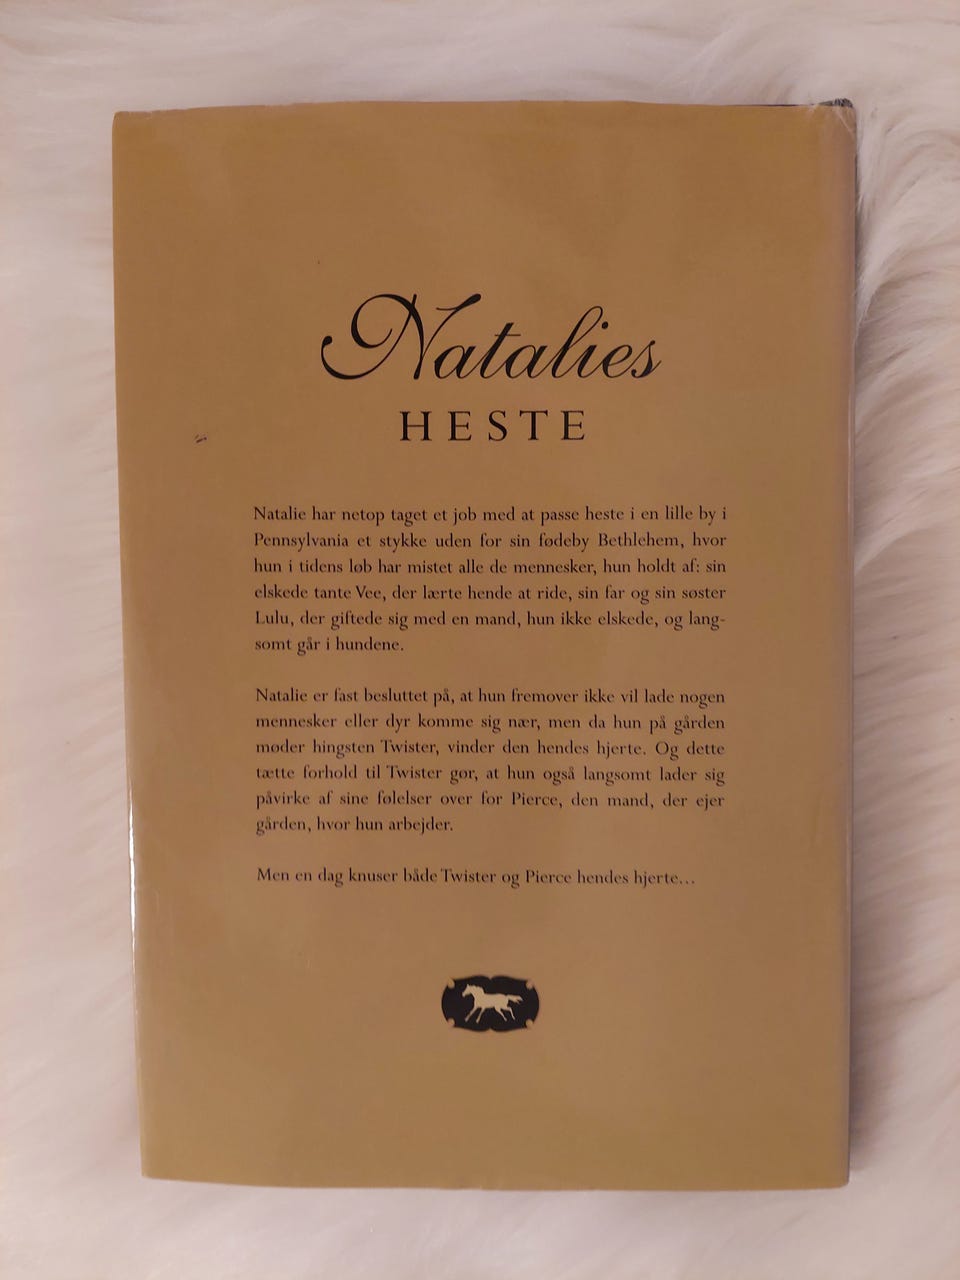 Natalies
HESTE
Natalie har netop taget et job med at passe heste i en lille by i
Pennsylvania et stykke uden for sin fødeby Bethlehem, hvor
hun i tidens løb har mistet alle de mennesker, hun holdt af: sin
elskede tante Vee, der lærte hende at ride, sin far og sin søster
Lulu, der giftede sig med en mand, hun ikke elskede, og lang-
somt går i hundene.
Natalie er fast besluttet på, at hun fremover ikke vil lade nogen
mennesker eller dyr komme sig nær, men da hun på gården
møder hingsten Twister, vinder den hendes hjerte. Og dette
tætte forhold til Twister gør, at hun også langsomt lader sig
påvirke af sine følelser over for Pierce, den mand, der ejer
gården, hvor hun arbejder.
Men en dag knuser både Twister og Pierce hendes hjerte...